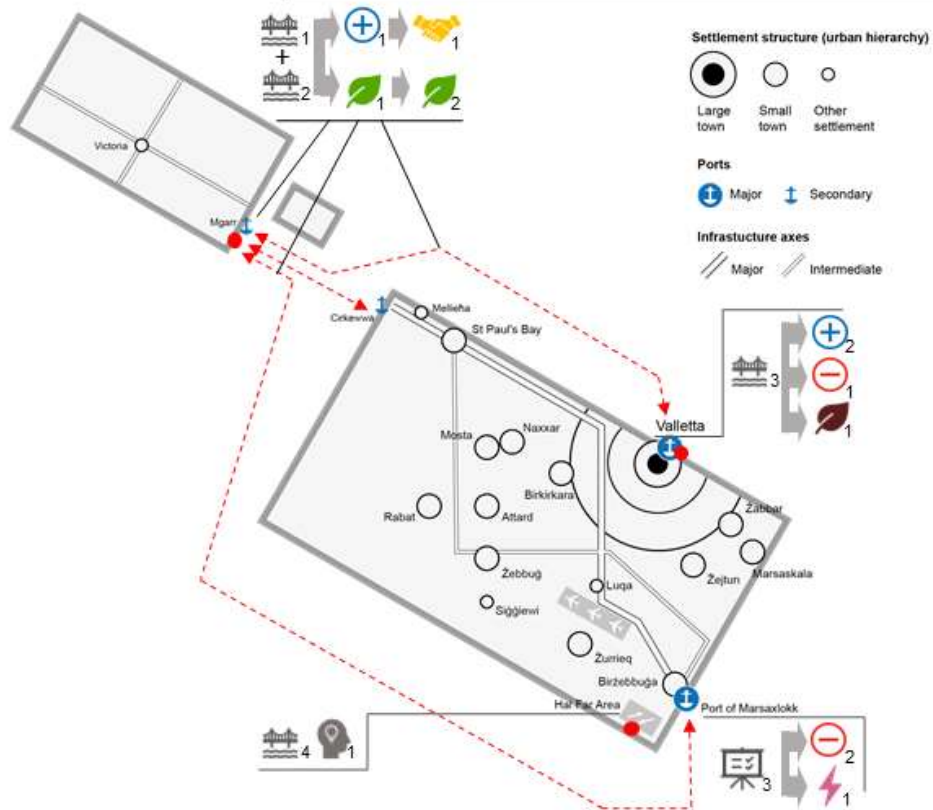 1
1
1
+
2
1
2
Settlement structure (urban hierarchy)
Large
town
Small
town
Other
settlement
Ports
Major
Secondary
Infrastucture axes
Major
Intermediate
Victoria
Mgarr
Cirkewwa
Mellieħa
St Paul's Bay
3
2
1
1
Valletta
Naxxar
Mosta
Birkirkara
Rabat
Attard
Żabbar
Marsaskala
Żejtun
Żebbuġ
Luqa
Siġġiewi
Żurrieq
Birżebbuġa
Hal Far Area
Port of Marsaxlokk
4
1
3
2
1